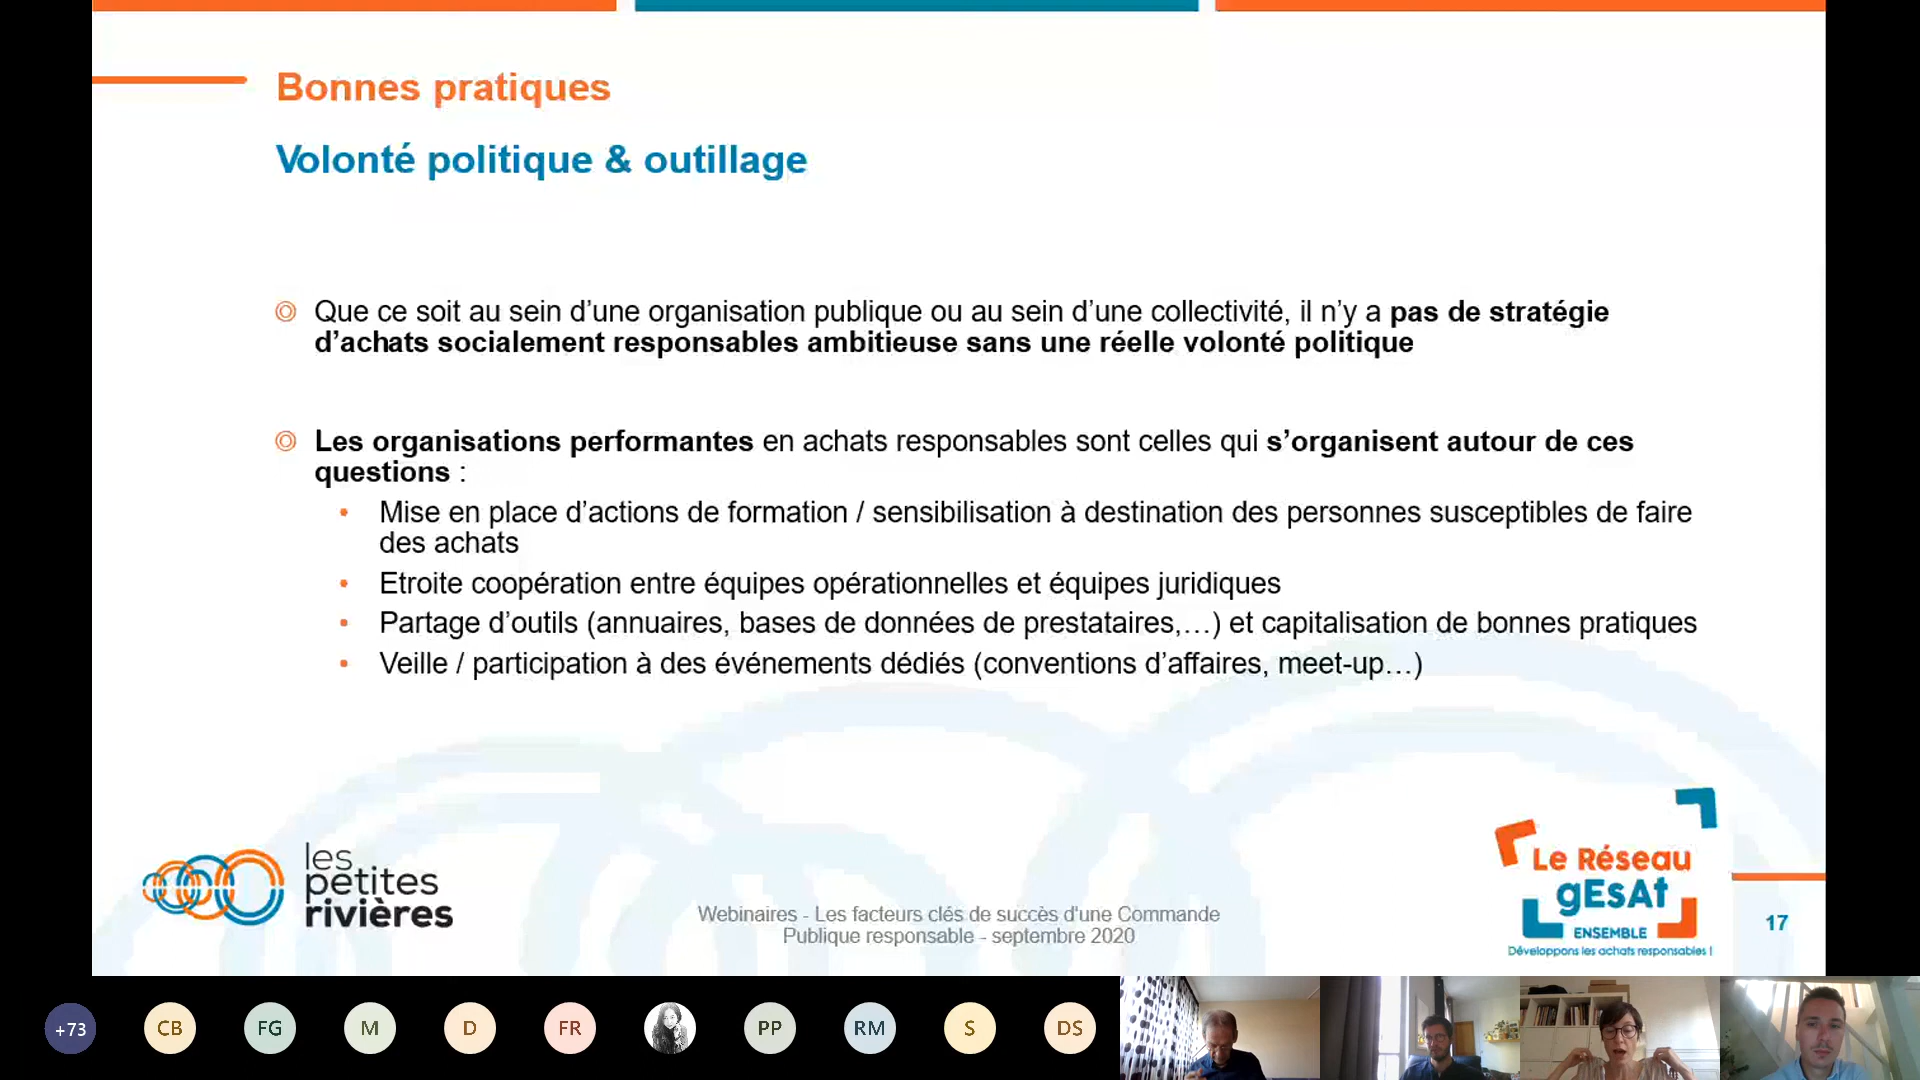 Bonnes pratiques
Volonté politique & outillage
Que ce soit au sein d’une organisation publique ou au sein d’une collectivité, il n’y a pas de stratégie
d’achats socialement responsables ambitieuse sans une réelle volonté politique
Les organisations performantes en achats responsables sont celles qui s’organisent autour de ces
questions :
Mise en place d’actions de formation / sensibilisation à destination des personnes susceptibles de faire
des achats
Etroite coopération entre équipes opérationnelles et équipes juridiques
Partage d’outils (annuaires, bases de données de prestataires,…) et capitalisation de bonnes pratiques
Veille / participation à des événements dédiés (conventions d’affaires, meet-up…)
les
petites
rivières
Webinaires - Les facteurs clés de succès d'une Commande
Publique responsable - septembre 2020
Le Réseau
gEsAt
ENSEMBLE
Développons les achats responsables !
17
+73
CB
FG
M
D
FR
PP
RM
S
DS